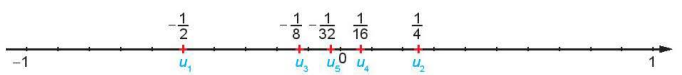 -1/2 -1/8 -1/32 1/16 1/4
-1 0 1
u₁ u₃ u₅ u₄ u₂